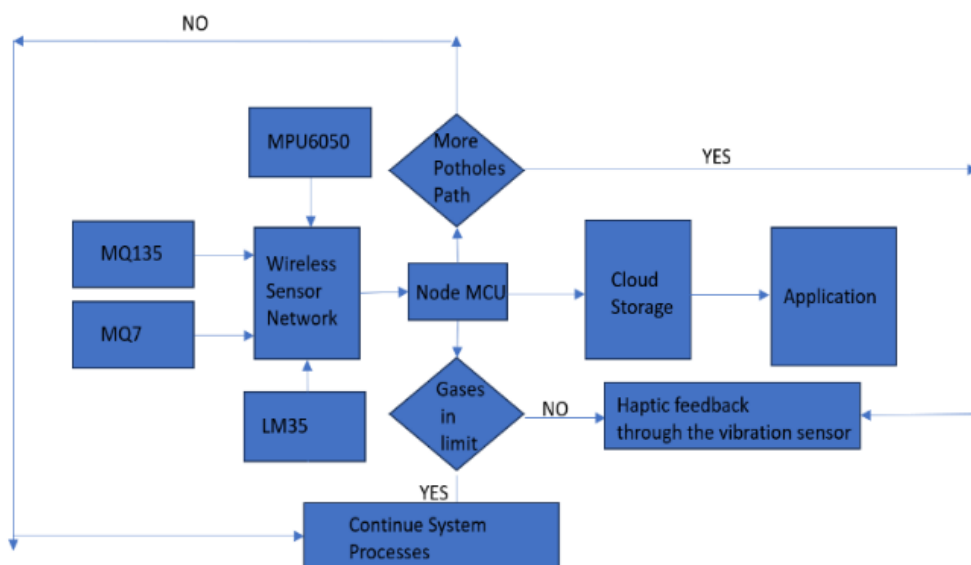 NO
MPU6050
More
Potholes
Path
YES
MQ135
Wireless
Sensor
Network
Node MCU
Cloud
Storage
Application
MQ7
LM35
Gases
in
limit
NO
Haptic feedback
through the vibration sensor
YES
Continue System
Processes